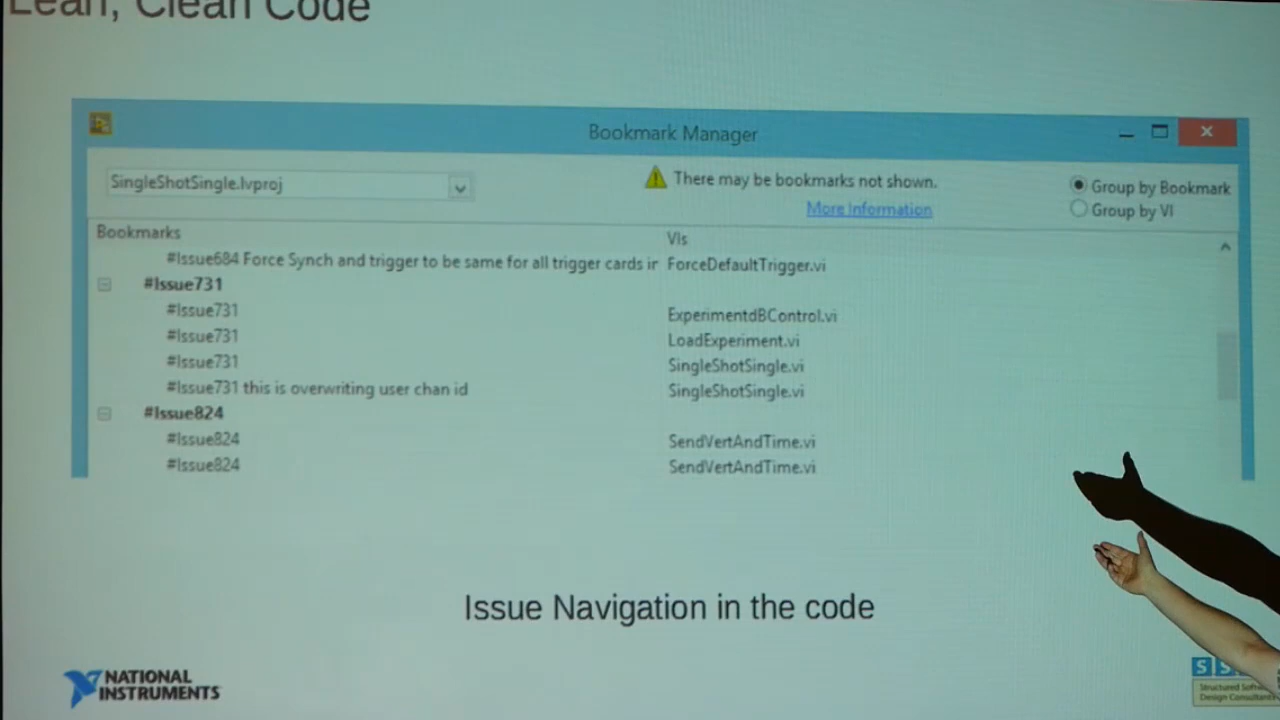 Lean, Clean Code
Bookmark Manager
SingleShotSingle.lvproj
There may be bookmarks not shown.
More Information
Group by Bookmark
Group by VI
Bookmarks VIs
#Issue684 Force Synch and trigger to be same for all trigger cards ir ForceDefaultTrigger.vi
#Issue731
#Issue731 ExperimentdBControl.vi
#Issue731 LoadExperiment.vi
#Issue731 SingleShotSingle.vi
#Issue731 this is overwriting user chan id SingleShotSingle.vi
#Issue824
#Issue824 SendVertAndTime.vi
#Issue824 SendVertAndTime.vi
Issue Navigation in the code
NATIONAL
INSTRUMENTS
Structured
Design Consultants